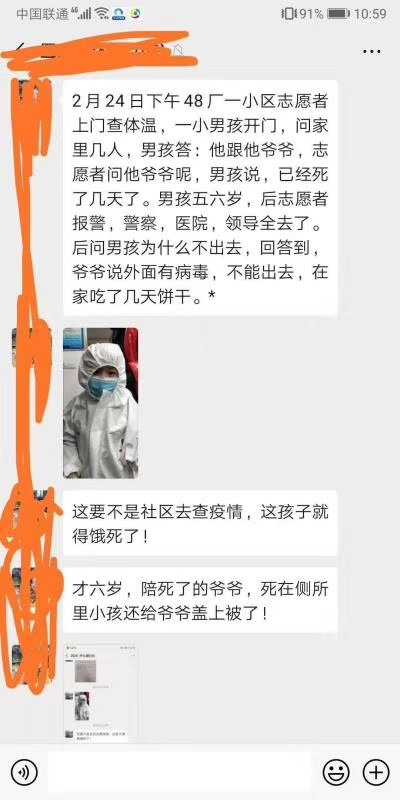 中国联通 4G 91% 10:59
2月24日下午48厂一小区志愿者
上门查体温，一小男孩开门，问家
里几人，男孩答：他跟他爷爷，志
愿者问他爷爷呢，男孩说，已经死
了几天了。男孩五六岁，后志愿者
报警，警察，医院，领导全去了。
后问男孩为什么不出去，回答到，
爷爷说外面有病毒，不能出去，在
家吃了几天饼干。*
这要不是社区去查疫情，这孩子就
得饿死了！
才六岁，陪死了的爷爷，死在侧所
里小孩还给爷爷盖上被了！